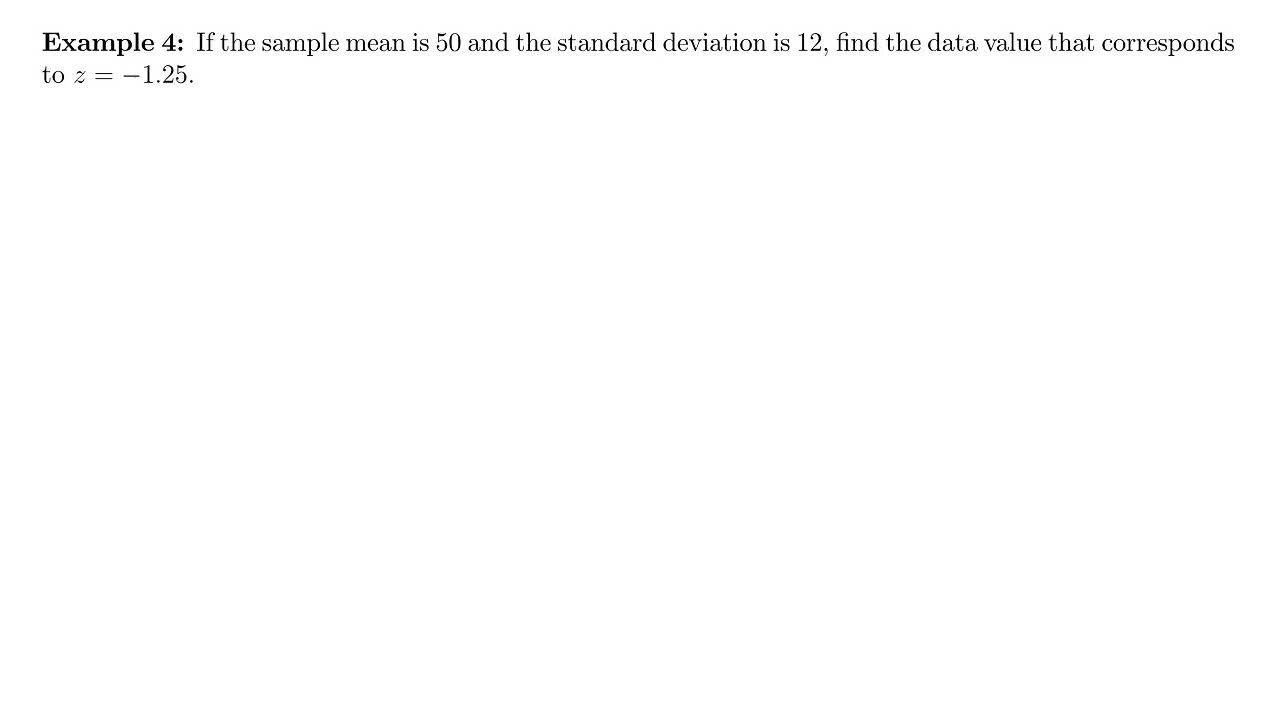 Example 4: If the sample mean is 50 and the standard deviation is 12, find the data value that corresponds
to z = −1.25.